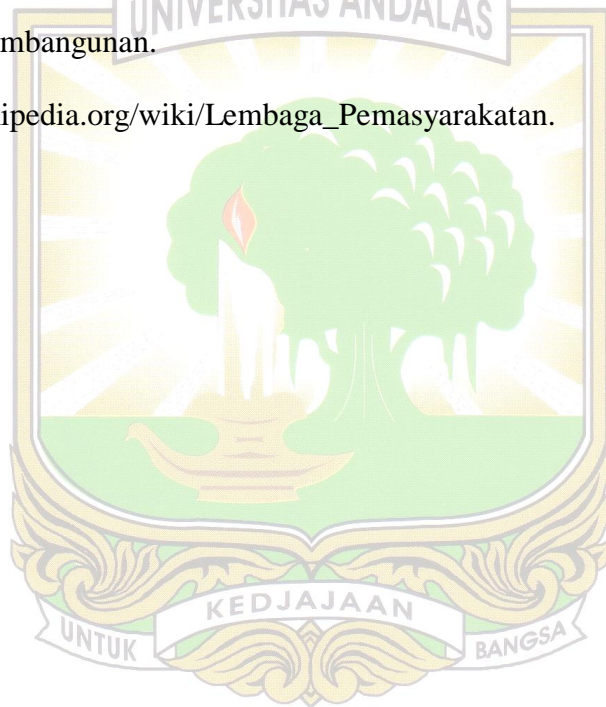 UNIVERSITAS ANDALAS
mbangunan.
ipedia.org/wiki/Lembaga_Pemasyarakatan.
UNTUK KEDJAJAAN BANGSA